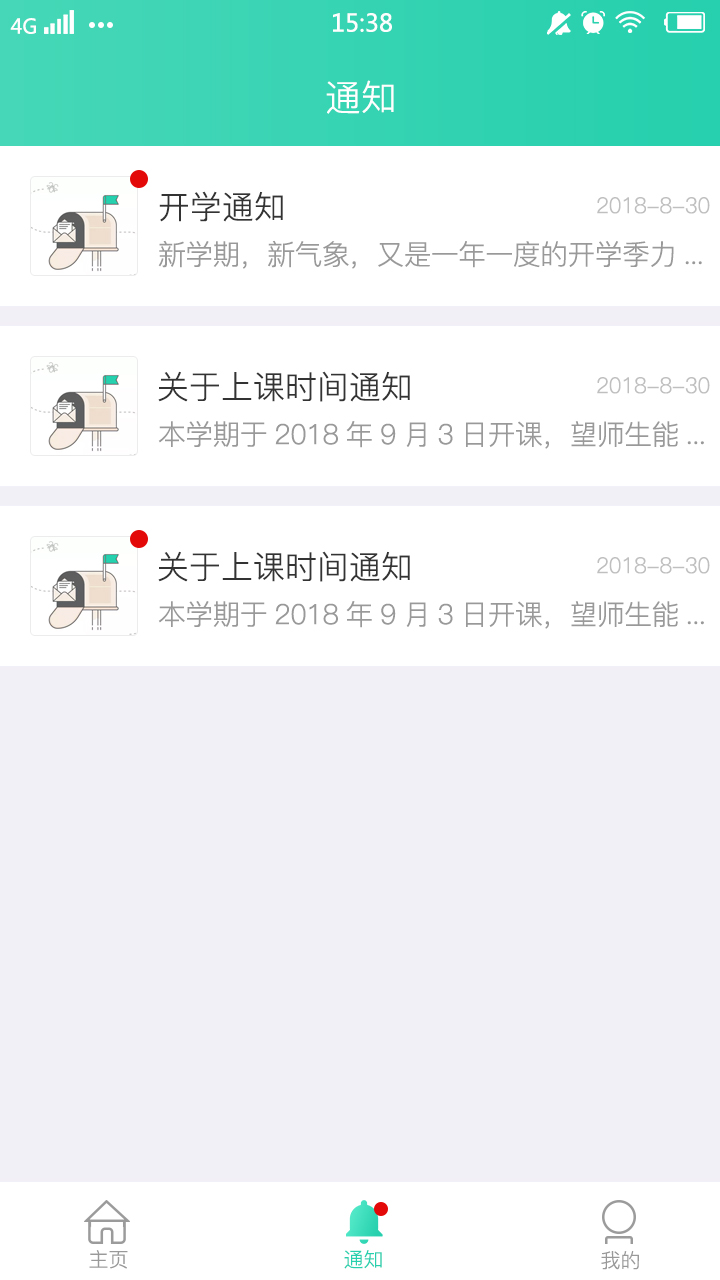 4G 15:38
通知
开学通知 2018-8-30
新学期，新气象，又是一年一度的开学季力 ...
关于上课时间通知 2018-8-30
本学期于 2018 年 9 月 3 日开课，望师生能 ...
关于上课时间通知 2018-8-30
本学期于 2018 年 9 月 3 日开课，望师生能 ...
主页 通知 我的